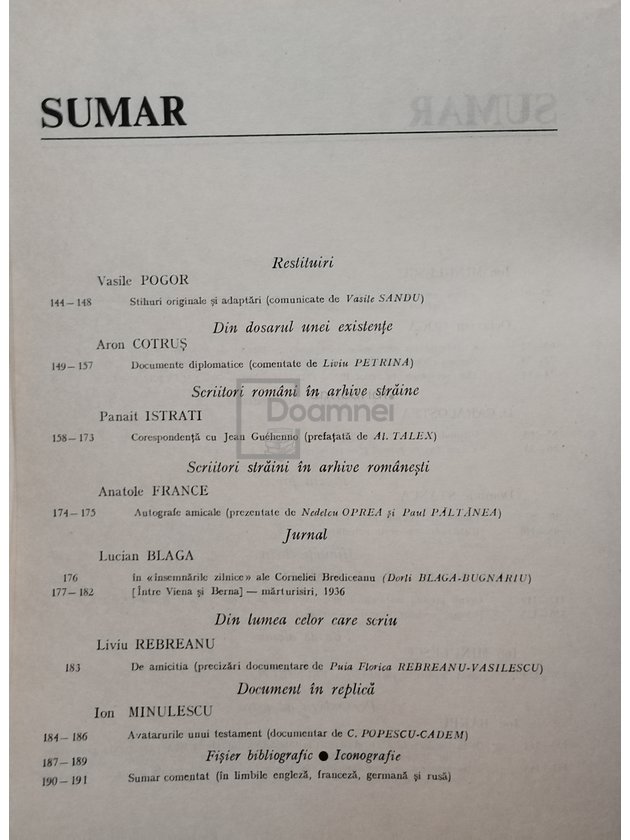 SUMAR
Restituiri
Vasile POGOR
144—148 Stihuri originale și adaptări (comunicate de Vasile SANDU)
Din dosarul unei existențe
Aron COTRUȘ
149—157 Documente diplomatice (comentate de Liviu PETRINA)
Scriitori români în arhive străine
Doamnei
Panait ISTRATI
158—173 Corespondență cu Jean Guéhenno (prefațată de Al. TALEX)
Scriitori străini în arhive românești
Anatole FRANCE
174—175 Autografe amicale (prezentate de Nedelcu OPREA și Paul PĂLTĂNEA)
Jurnal
Lucian BLAGA
176 în «însemnările zilnice» ale Corneliei Brediceanu (Dorli BLAGA-BUGNARIU)
177—182 [Între Viena și Berna] — mărturisiri, 1936
Din lumea celor care scriu
Liviu REBREANU
183 De amicitia (precizări documentare de Puia Florica REBREANU-VASILESCU)
Document în replică
Ion MINULESCU
184—186 Avatarurile unui testament (documentar de C. POPESCU-CADEM)
187—189 Fișier bibliografic ● Iconografie
190—191 Sumar comentat (în limbile engleză, franceză, germană și rusă)